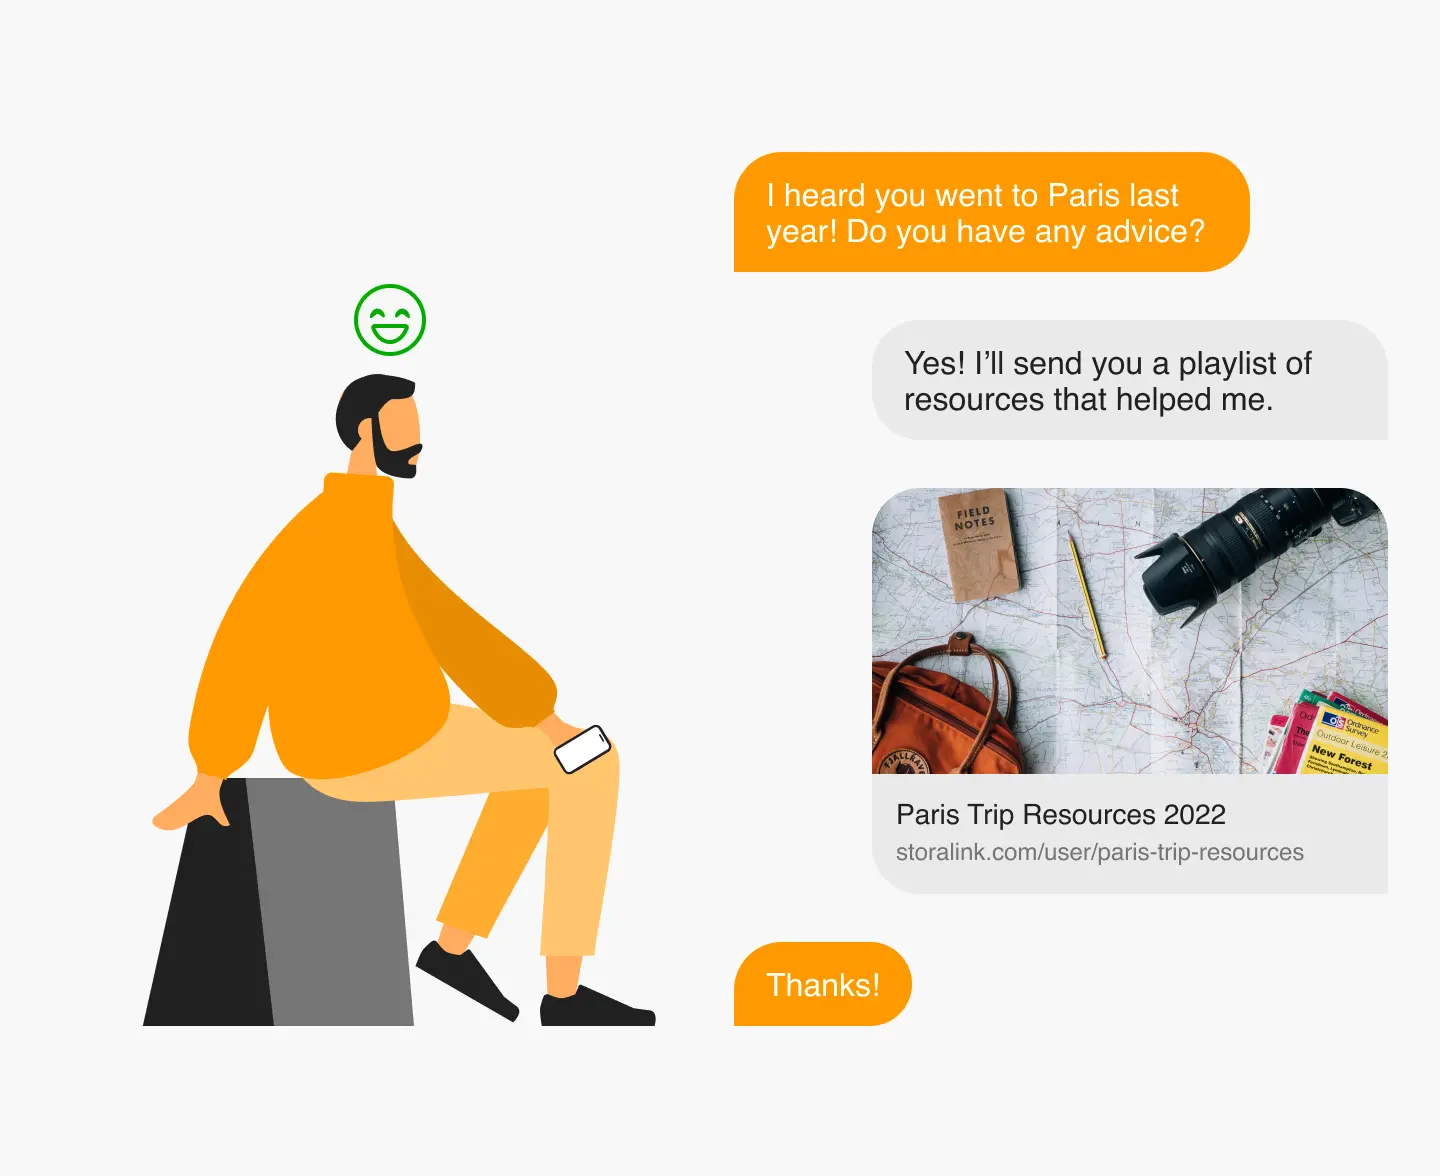 I heard you went to Paris last
year! Do you have any advice?
Yes! I’ll send you a playlist of
resources that helped me.
FIELD
NOTES
A I N
OS Ordnance
Survey
Outdoor Leisure
New Forest
Paris Trip Resources 2022
storalink.com/user/paris-trip-resources
Thanks!